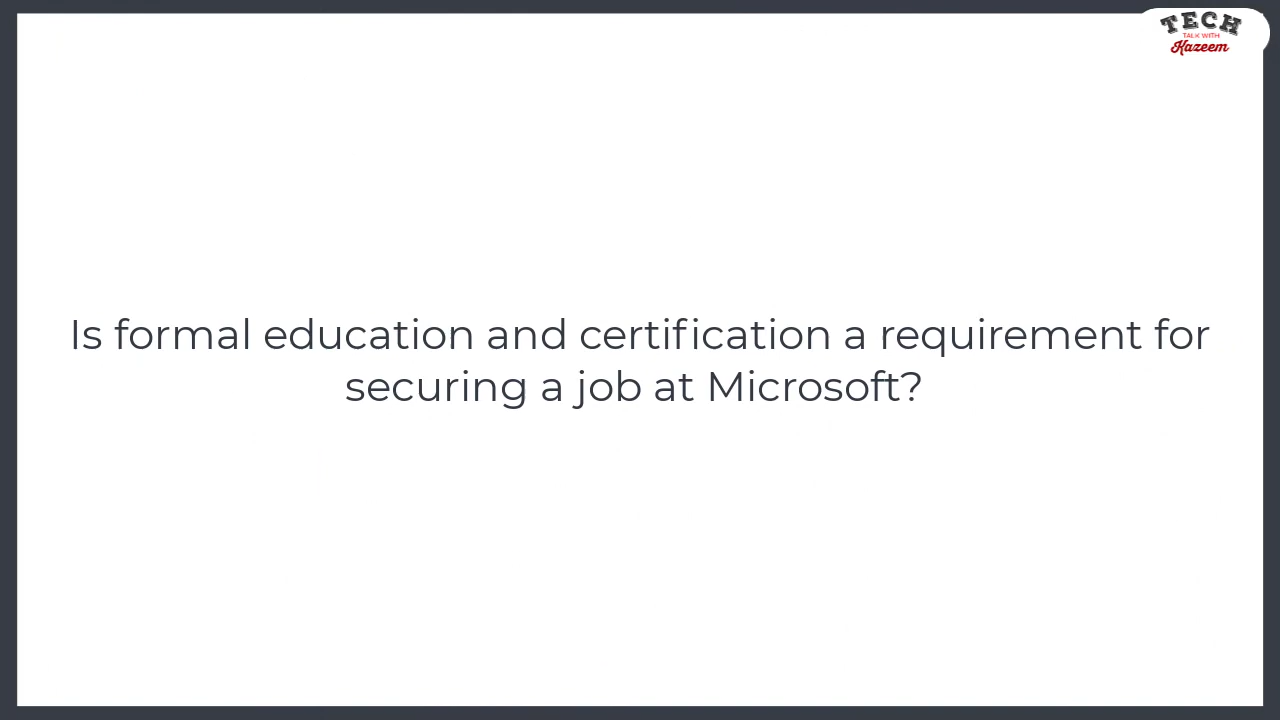 TECH
TALK WITH
Kazeem
Is formal education and certification a requirement for
securing a job at Microsoft?